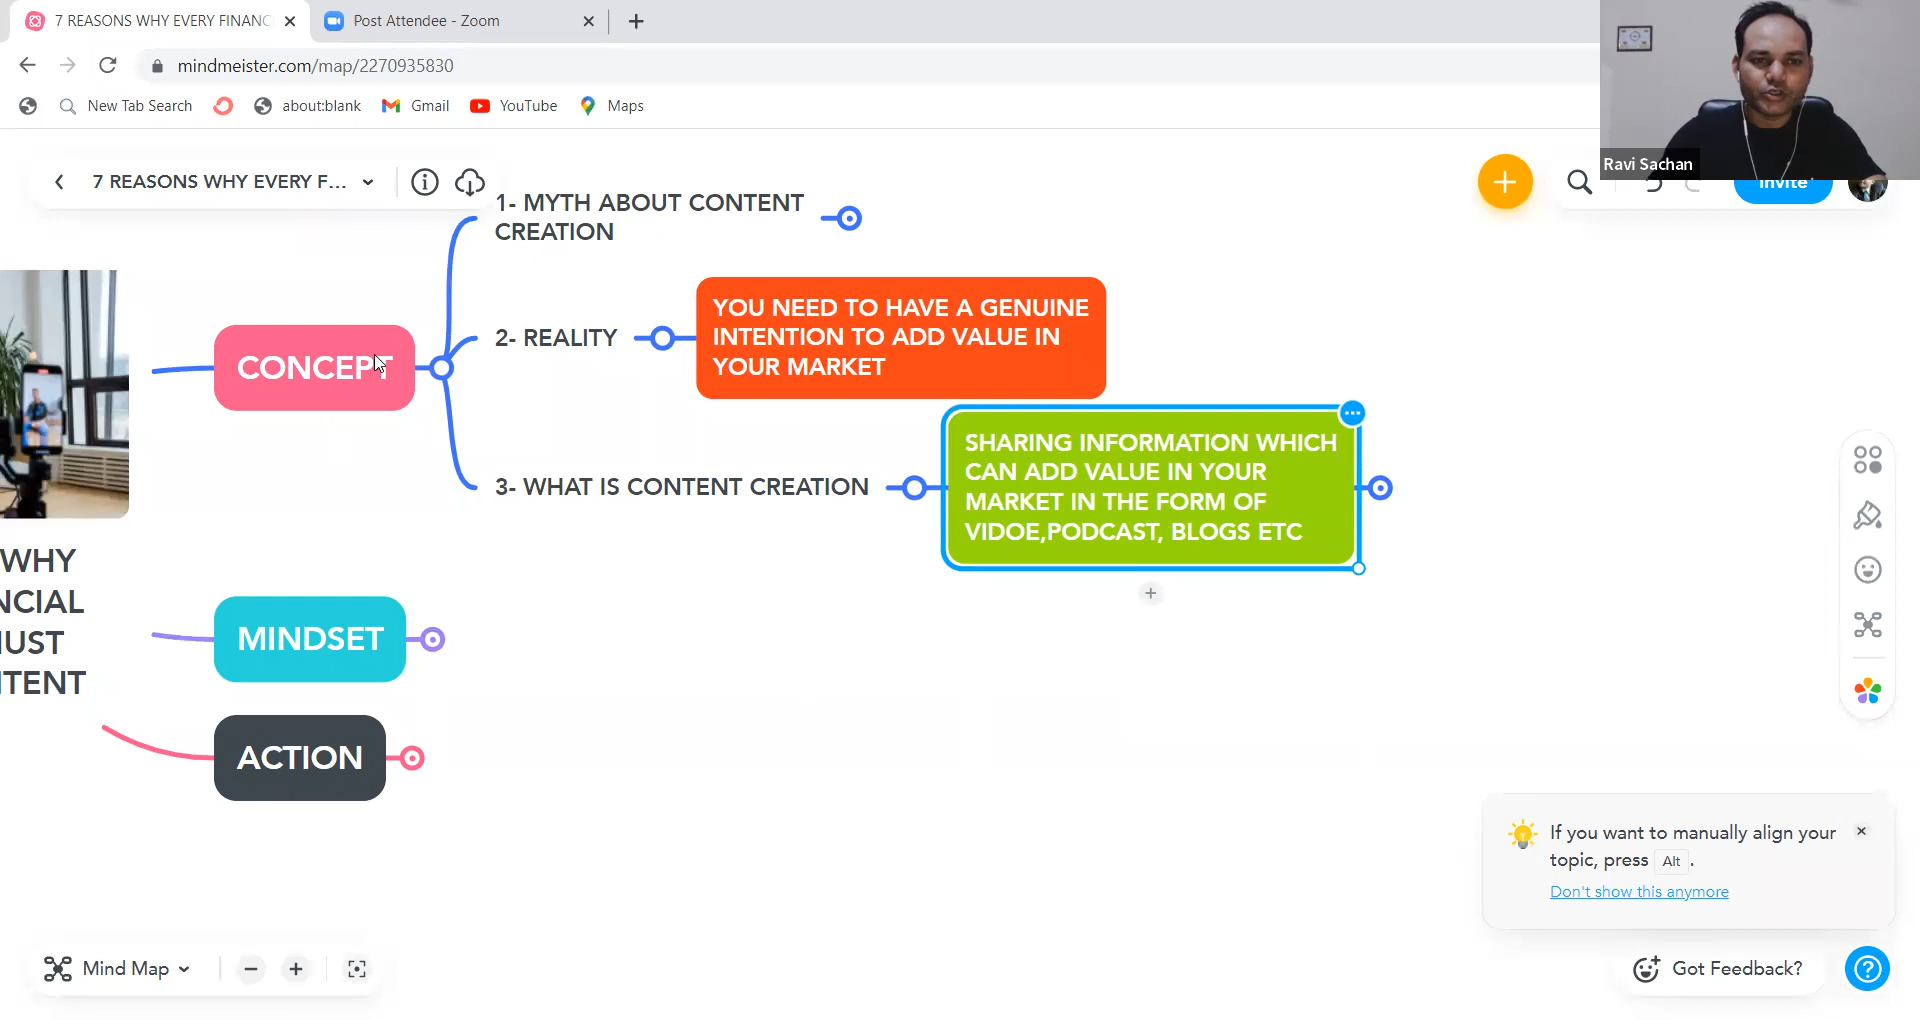 7 REASONS WHY EVERY FINANC
Post Attendee - Zoom
mindmeister.com/map/2270935830
New Tab Search
about:blank
Gmail
YouTube
Maps
Ravi Sachan
7 REASONS WHY EVERY F...
Invite
1- MYTH ABOUT CONTENT
CREATION
2- REALITY
YOU NEED TO HAVE A GENUINE
INTENTION TO ADD VALUE IN
YOUR MARKET
CONCEPT
3- WHAT IS CONTENT CREATION
SHARING INFORMATION WHICH
CAN ADD VALUE IN YOUR
MARKET IN THE FORM OF
VIDOE,PODCAST, BLOGS ETC
WHY
NCIAL
UST
ITENT
MINDSET
ACTION
If you want to manually align your
topic, press Alt .
Don't show this anymore
Mind Map
Got Feedback?